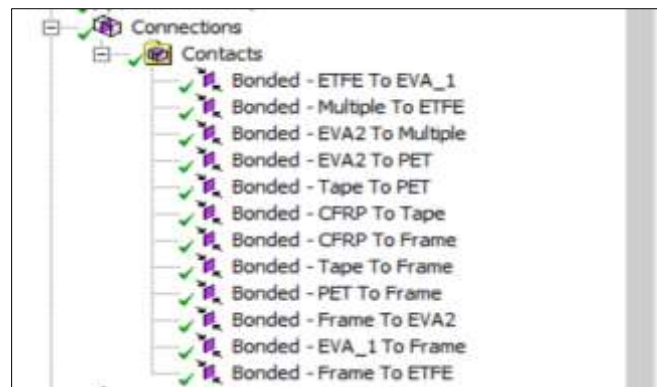 Connections
Contacts
Bonded - ETFE To EVA_1
Bonded - Multiple To ETFE
Bonded - EVA2 To Multiple
Bonded - EVA2 To PET
Bonded - Tape To PET
Bonded - CFRP To Tape
Bonded - CFRP To Frame
Bonded - Tape To Frame
Bonded - PET To Frame
Bonded - Frame To EVA2
Bonded - EVA_1 To Frame
Bonded - Frame To ETFE